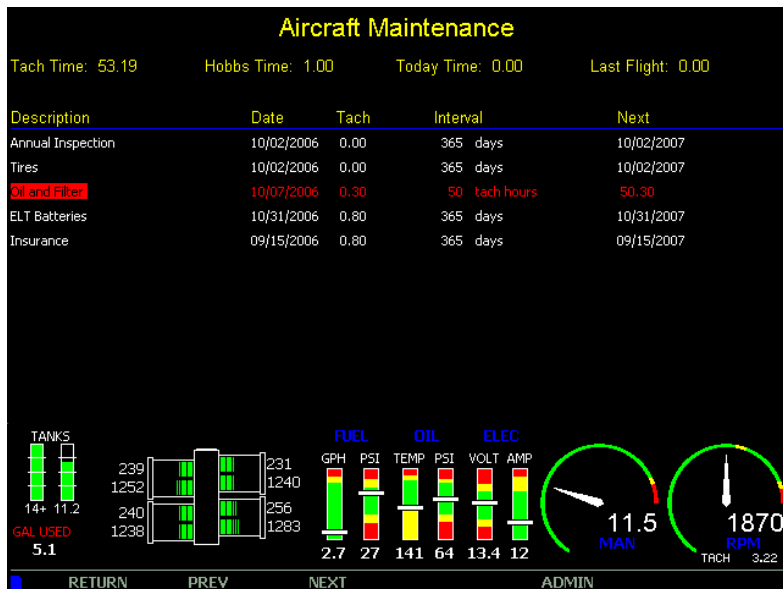 Aircraft Maintenance
Tach Time: 53.19 Hobbs Time: 1.00 Today Time: 0.00 Last Flight: 0.00
Description Date Tach Interval Next
Annual Inspection 10/02/2006 0.00 365 days 10/02/2007
Tires 10/02/2006 0.00 365 days 10/02/2007
Oil and Filter 10/07/2006 0.30 50 tach hours 50.30
ELT Batteries 10/31/2006 0.80 365 days 10/31/2007
Insurance 09/15/2006 0.80 365 days 09/15/2007
TANKS FUEL OIL ELEC
GPH PSI TEMP PSI VOLT AMP
239 231
1252 1240
240 256
1238 1283
14+ 11.2
GAL USED
5.1
2.7 27 141 64 13.4 12
11.5 1870
MAN RPM
TACH 3.22
RETURN PREV NEXT ADMIN